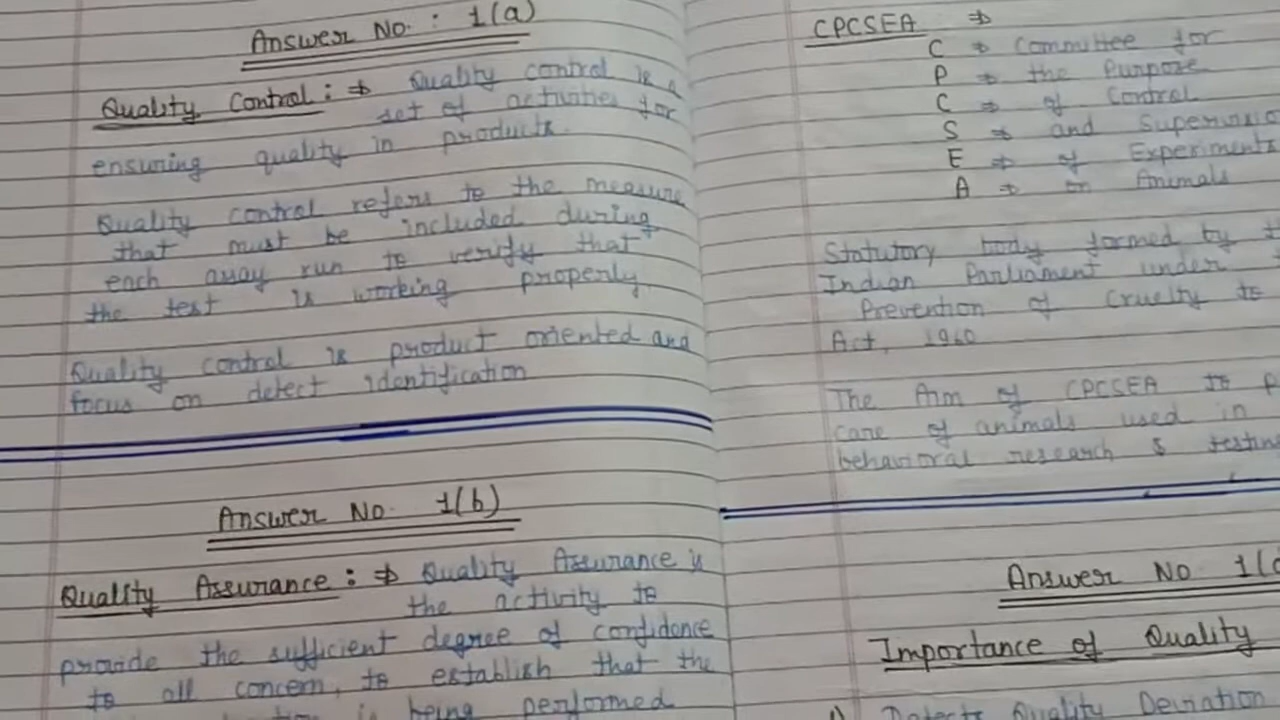 Answer No. : 1(a)
Quality Control : ⇒ Quality control is a
set of activities for
ensuring quality in products.
Quality control refers to the measure
that must be included during
each assay run to verify that
the test is working properly.
Quality control is product oriented and
focus on defect identification
Answer No. 1(b)
Quality Assurance : ⇒ Quality Assurance is
the activity to
provide the sufficient degree of confidence
to all concern, to establish that the
is being performed
CPCSEA ⇒
C ⇒ Committee for
P ⇒ the Purpose
C ⇒ of Control
S ⇒ and Supervisio
E ⇒ of Experiments
A ⇒ on Animals
Statutory body formed by t
Indian Parliament under
Prevention of Cruelty to
Act, 1960
The Aim of CPCSEA to P
care of animals used in
behavioral research & testing
Answer No 1(
Importance of Quality
1) Detects Quality Deviation